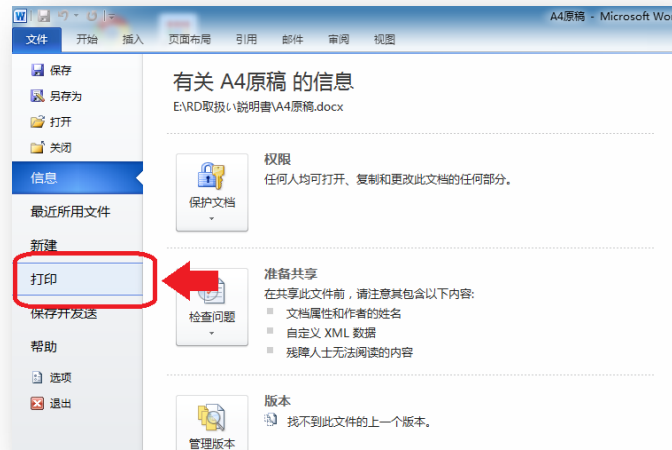 A4原稿 - Microsoft Wo
文件 开始 插入 页面布局 引用 邮件 审阅 视图
保存
另存为
打开
关闭
信息
最近所用文件
新建
打印
保存并发送
帮助
选项
退出
有关 A4原稿 的信息
E:\RD取扱い説明書\A4原稿.docx
保护文档
权限
任何人均可打开、复制和更改此文档的任何部分。
检查问题
准备共享
在共享此文件前，请注意其包含以下内容:
文档属性和作者的姓名
自定义 XML 数据
残障人士无法阅读的内容
管理版本
版本
找不到此文件的上一个版本。